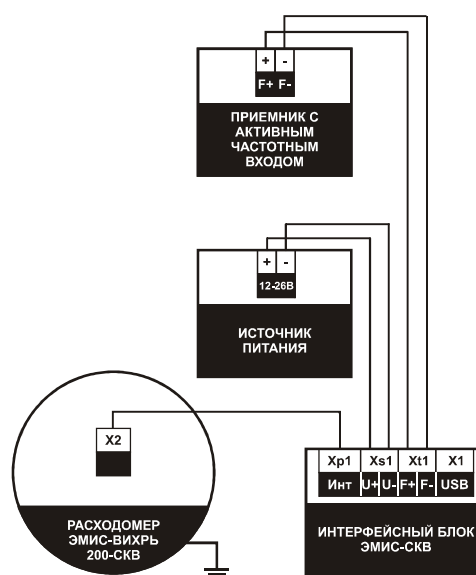 + -
F+ F-
ПРИЕМНИК С
АКТИВНЫМ
ЧАСТОТНЫМ
ВХОДОМ
+ -
12-26В
ИСТОЧНИК
ПИТАНИЯ
X2
РАСХОДОМЕР
ЭМИС-ВИХРЬ
200-СКВ
Xp1 Xs1 Xt1 X1
Инт U+ U- F+ F- USB
ИНТЕРФЕЙСНЫЙ БЛОК
ЭМИС-СКВ